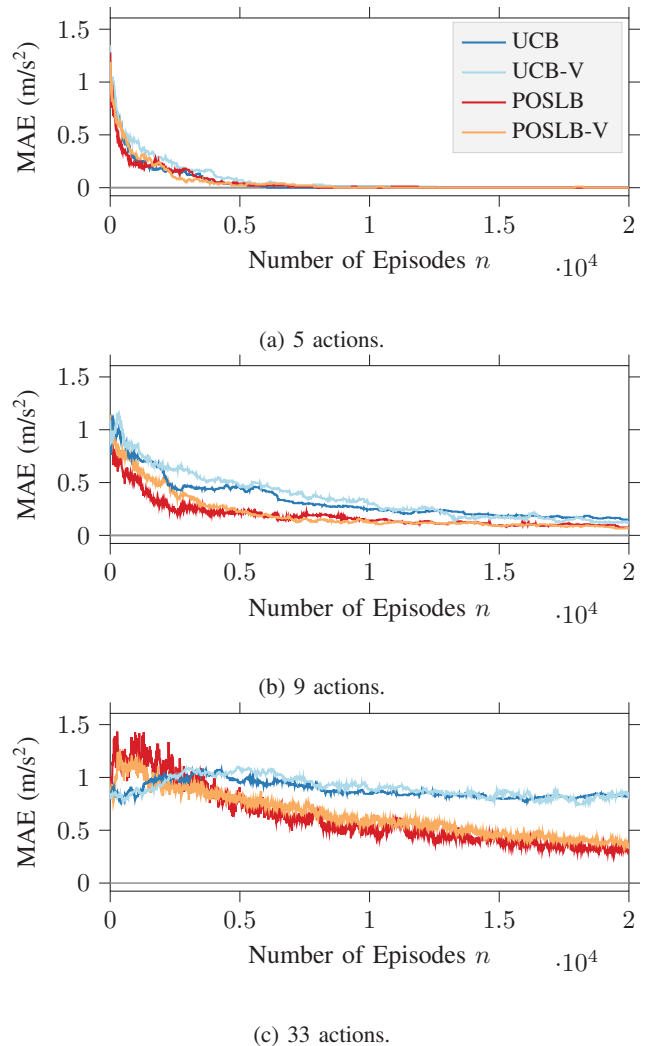 1.5
1
0.5
0
MAE (m/s²)
UCB
UCB-V
POSLB
POSLB-V
0 0.5 1 1.5 2
Number of Episodes n
·10⁴
(a) 5 actions.
1.5
1
0.5
0
MAE (m/s²)
0 0.5 1 1.5 2
Number of Episodes n
·10⁴
(b) 9 actions.
1.5
1
0.5
0
MAE (m/s²)
0 0.5 1 1.5 2
Number of Episodes n
·10⁴
(c) 33 actions.